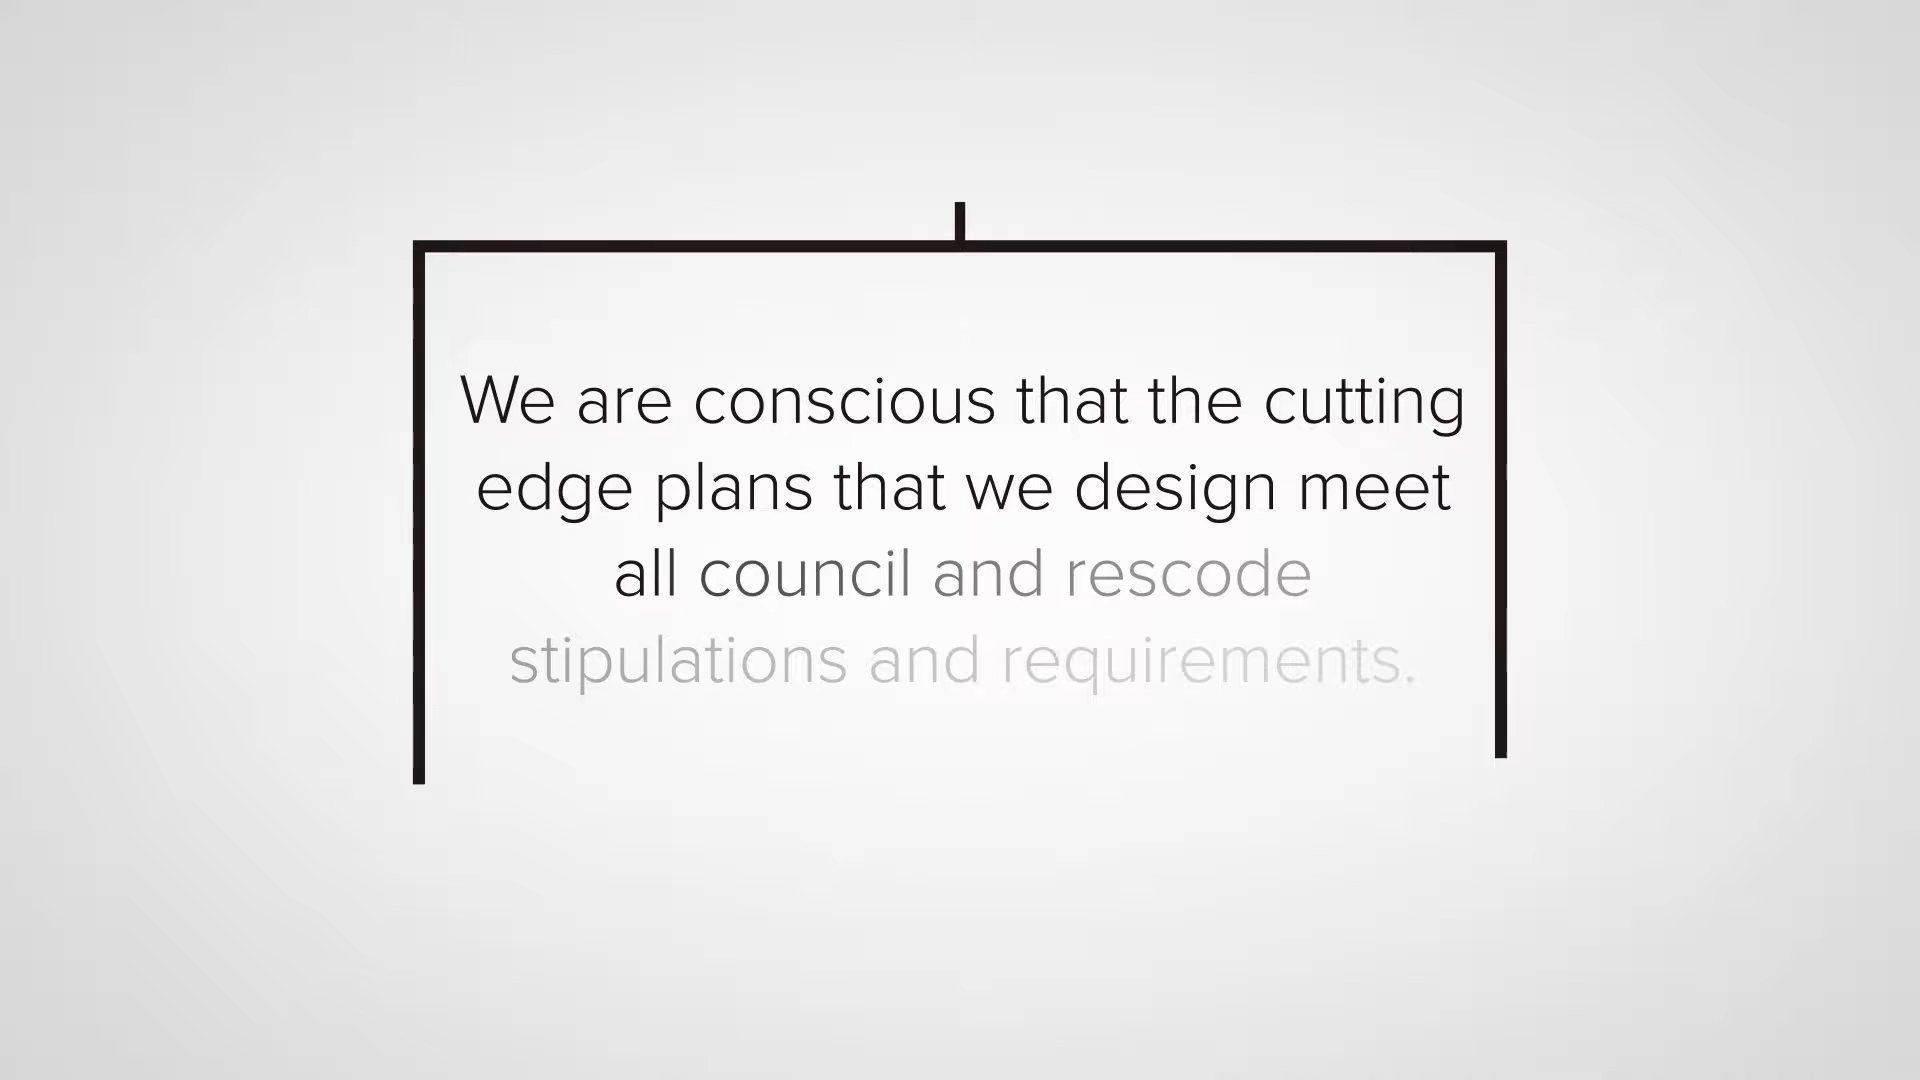 We are conscious that the cutting
edge plans that we design meet
all council and rescode
stipulations and requirements.